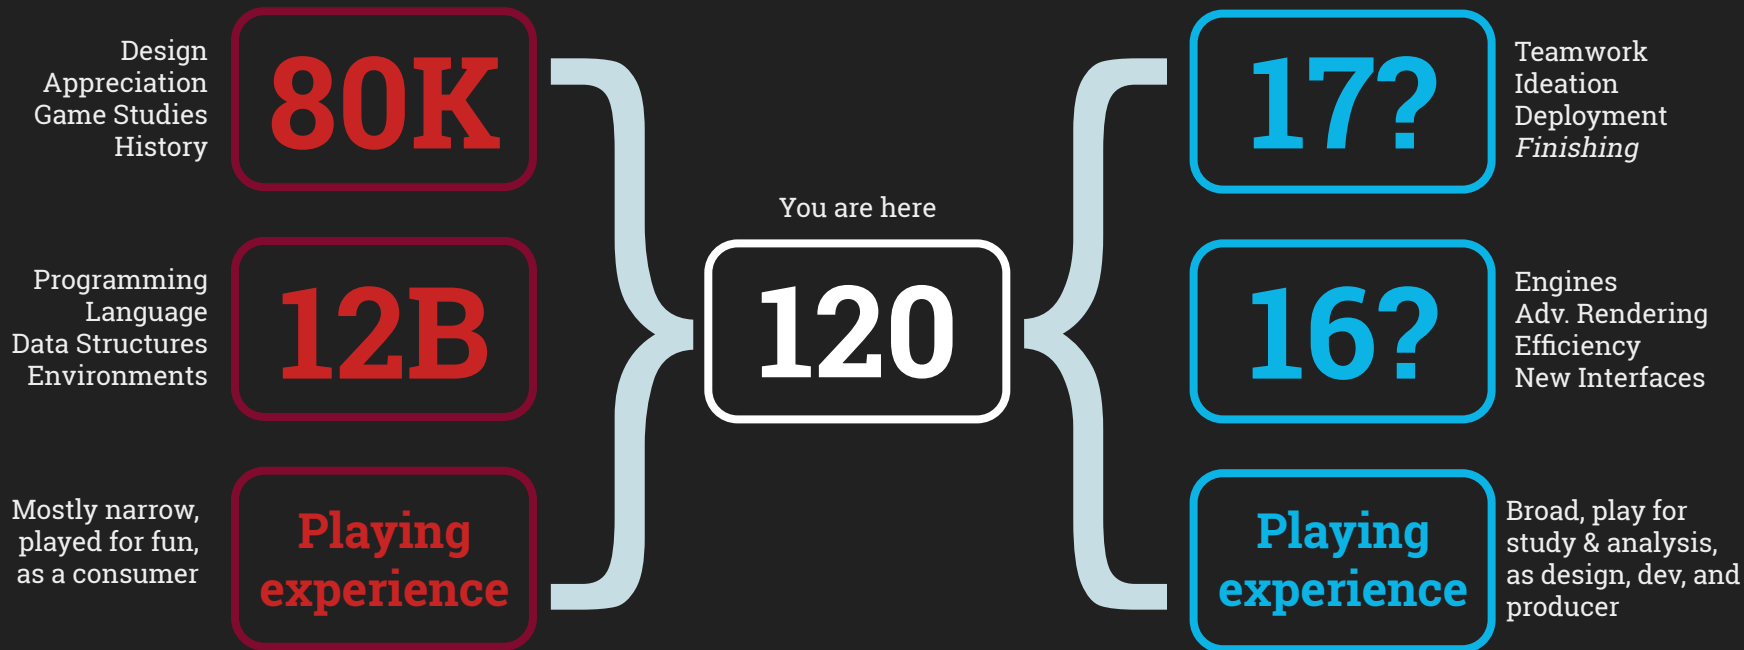 Design
Appreciation
Game Studies
History
80K
Programming
Language
Data Structures
Environments
12B
Mostly narrow,
played for fun,
as a consumer
Playing
experience
You are here
120
17?
Teamwork
Ideation
Deployment
Finishing
16?
Engines
Adv. Rendering
Efficiency
New Interfaces
Playing
experience
Broad, play for
study & analysis,
as design, dev, and
producer